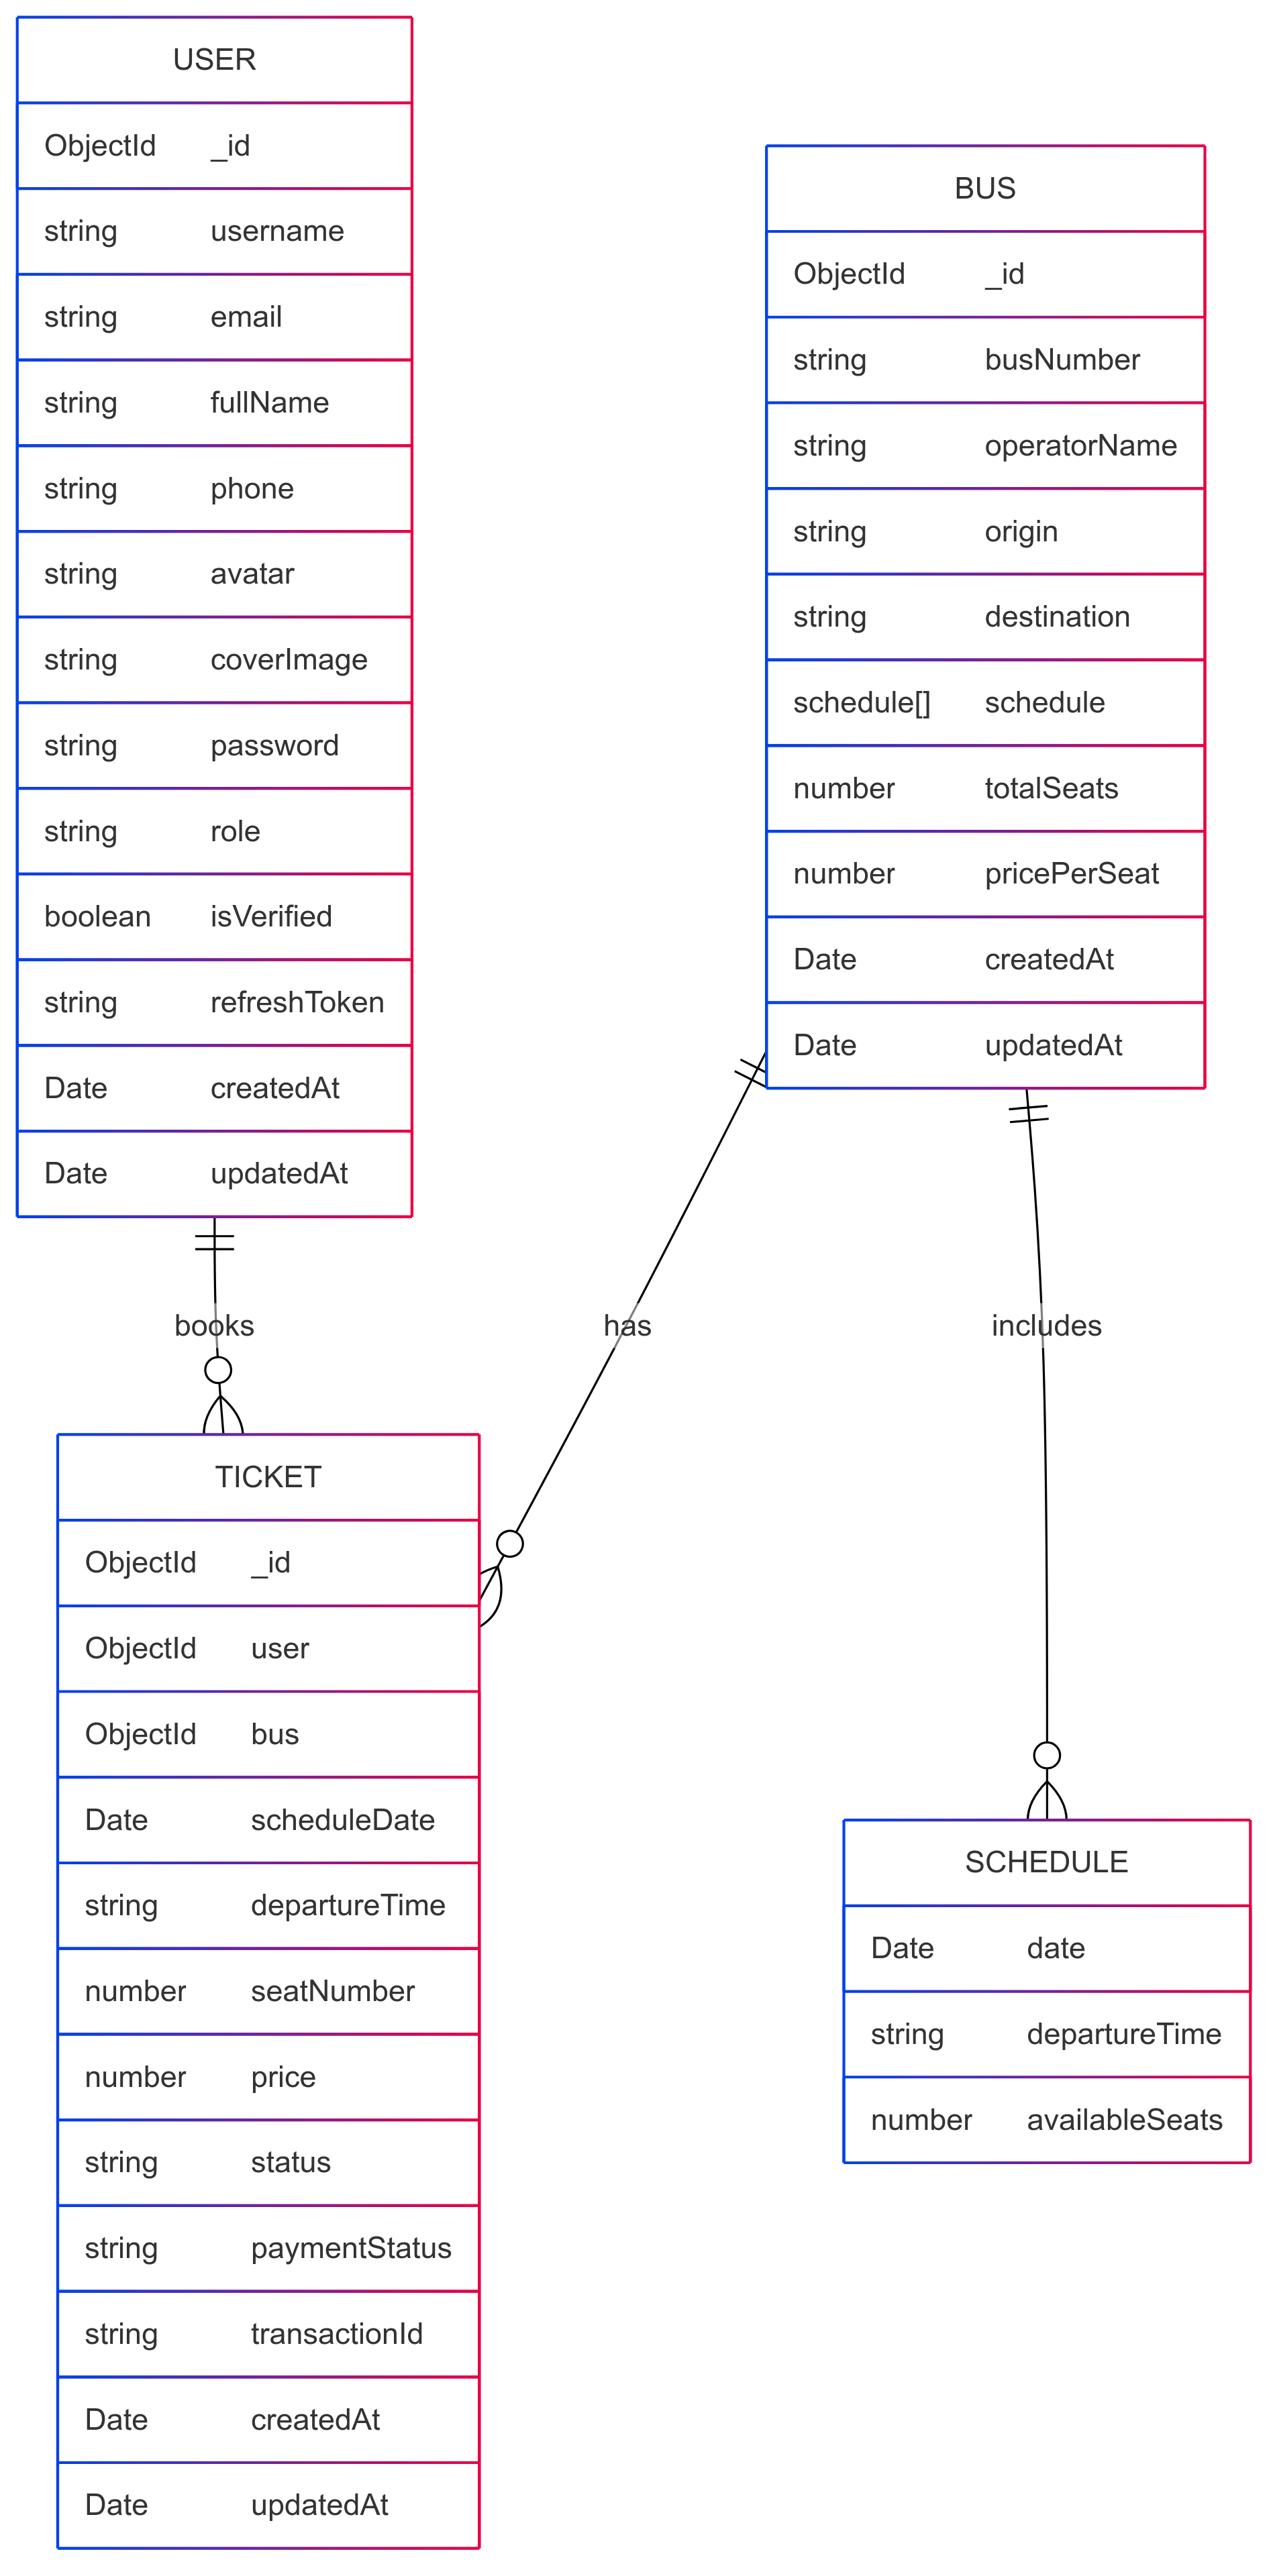 USER
ObjectId _id
string username
string email
string fullName
string phone
string avatar
string coverImage
string password
string role
boolean isVerified
string refreshToken
Date createdAt
Date updatedAt
BUS
ObjectId _id
string busNumber
string operatorName
string origin
string destination
schedule[] schedule
number totalSeats
number pricePerSeat
Date createdAt
Date updatedAt
books
has
includes
TICKET
ObjectId _id
ObjectId user
ObjectId bus
Date scheduleDate
string departureTime
number seatNumber
number price
string status
string paymentStatus
string transactionId
Date createdAt
Date updatedAt
SCHEDULE
Date date
string departureTime
number availableSeats